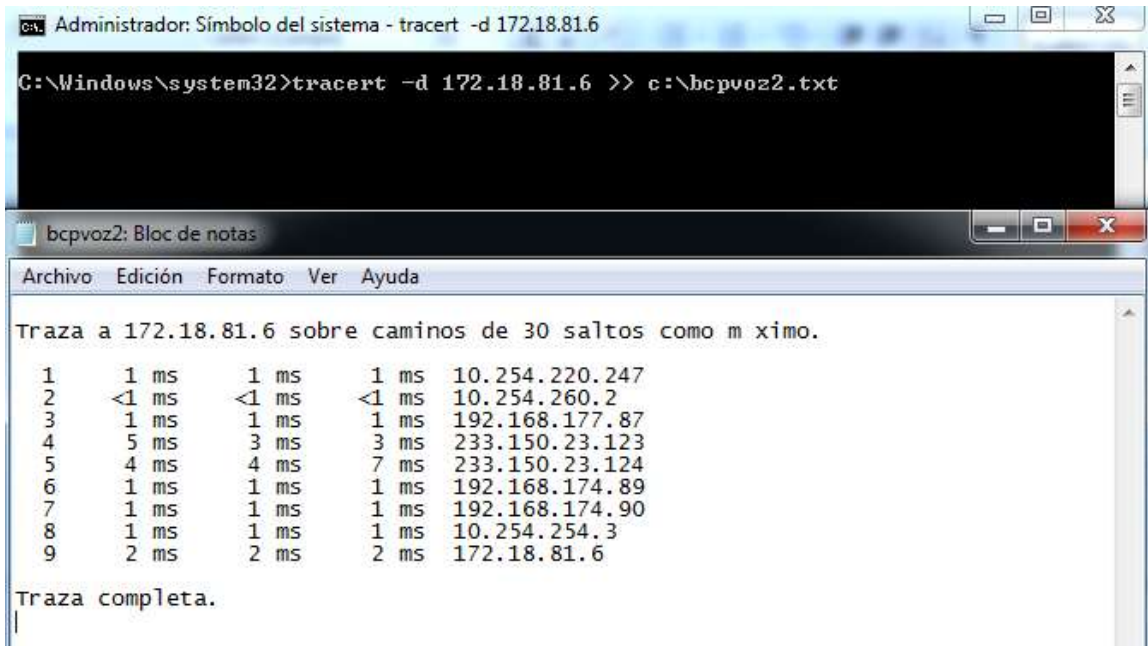 Administrador: Símbolo del sistema - tracert -d 172.18.81.6
C:\Windows\system32>tracert -d 172.18.81.6 >> c:\bcpvoz2.txt
bcpvoz2: Bloc de notas
Archivo Edición Formato Ver Ayuda
Traza a 172.18.81.6 sobre caminos de 30 saltos como m ximo.
1 1 ms 1 ms 1 ms 10.254.220.247
2 <1 ms <1 ms <1 ms 10.254.260.2
3 1 ms 1 ms 1 ms 192.168.177.87
4 5 ms 3 ms 3 ms 233.150.23.123
5 4 ms 4 ms 7 ms 233.150.23.124
6 1 ms 1 ms 1 ms 192.168.174.89
7 1 ms 1 ms 1 ms 192.168.174.90
8 1 ms 1 ms 1 ms 10.254.254.3
9 2 ms 2 ms 2 ms 172.18.81.6
Traza completa.